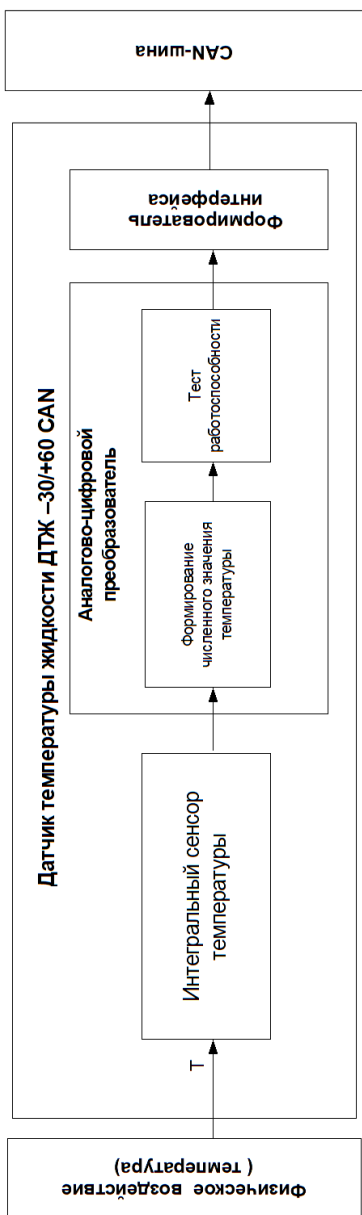 Датчик температуры жидкости ДТЖ –30/+60 CAN
Физическое воздействие
( температура)
T
Интегральный сенсор
температуры
Аналогово-цифровой
преобразователь
Формирование
численного значения
температуры
Тест
работоспособности
Формирователь
интерфейса
CAN-шина